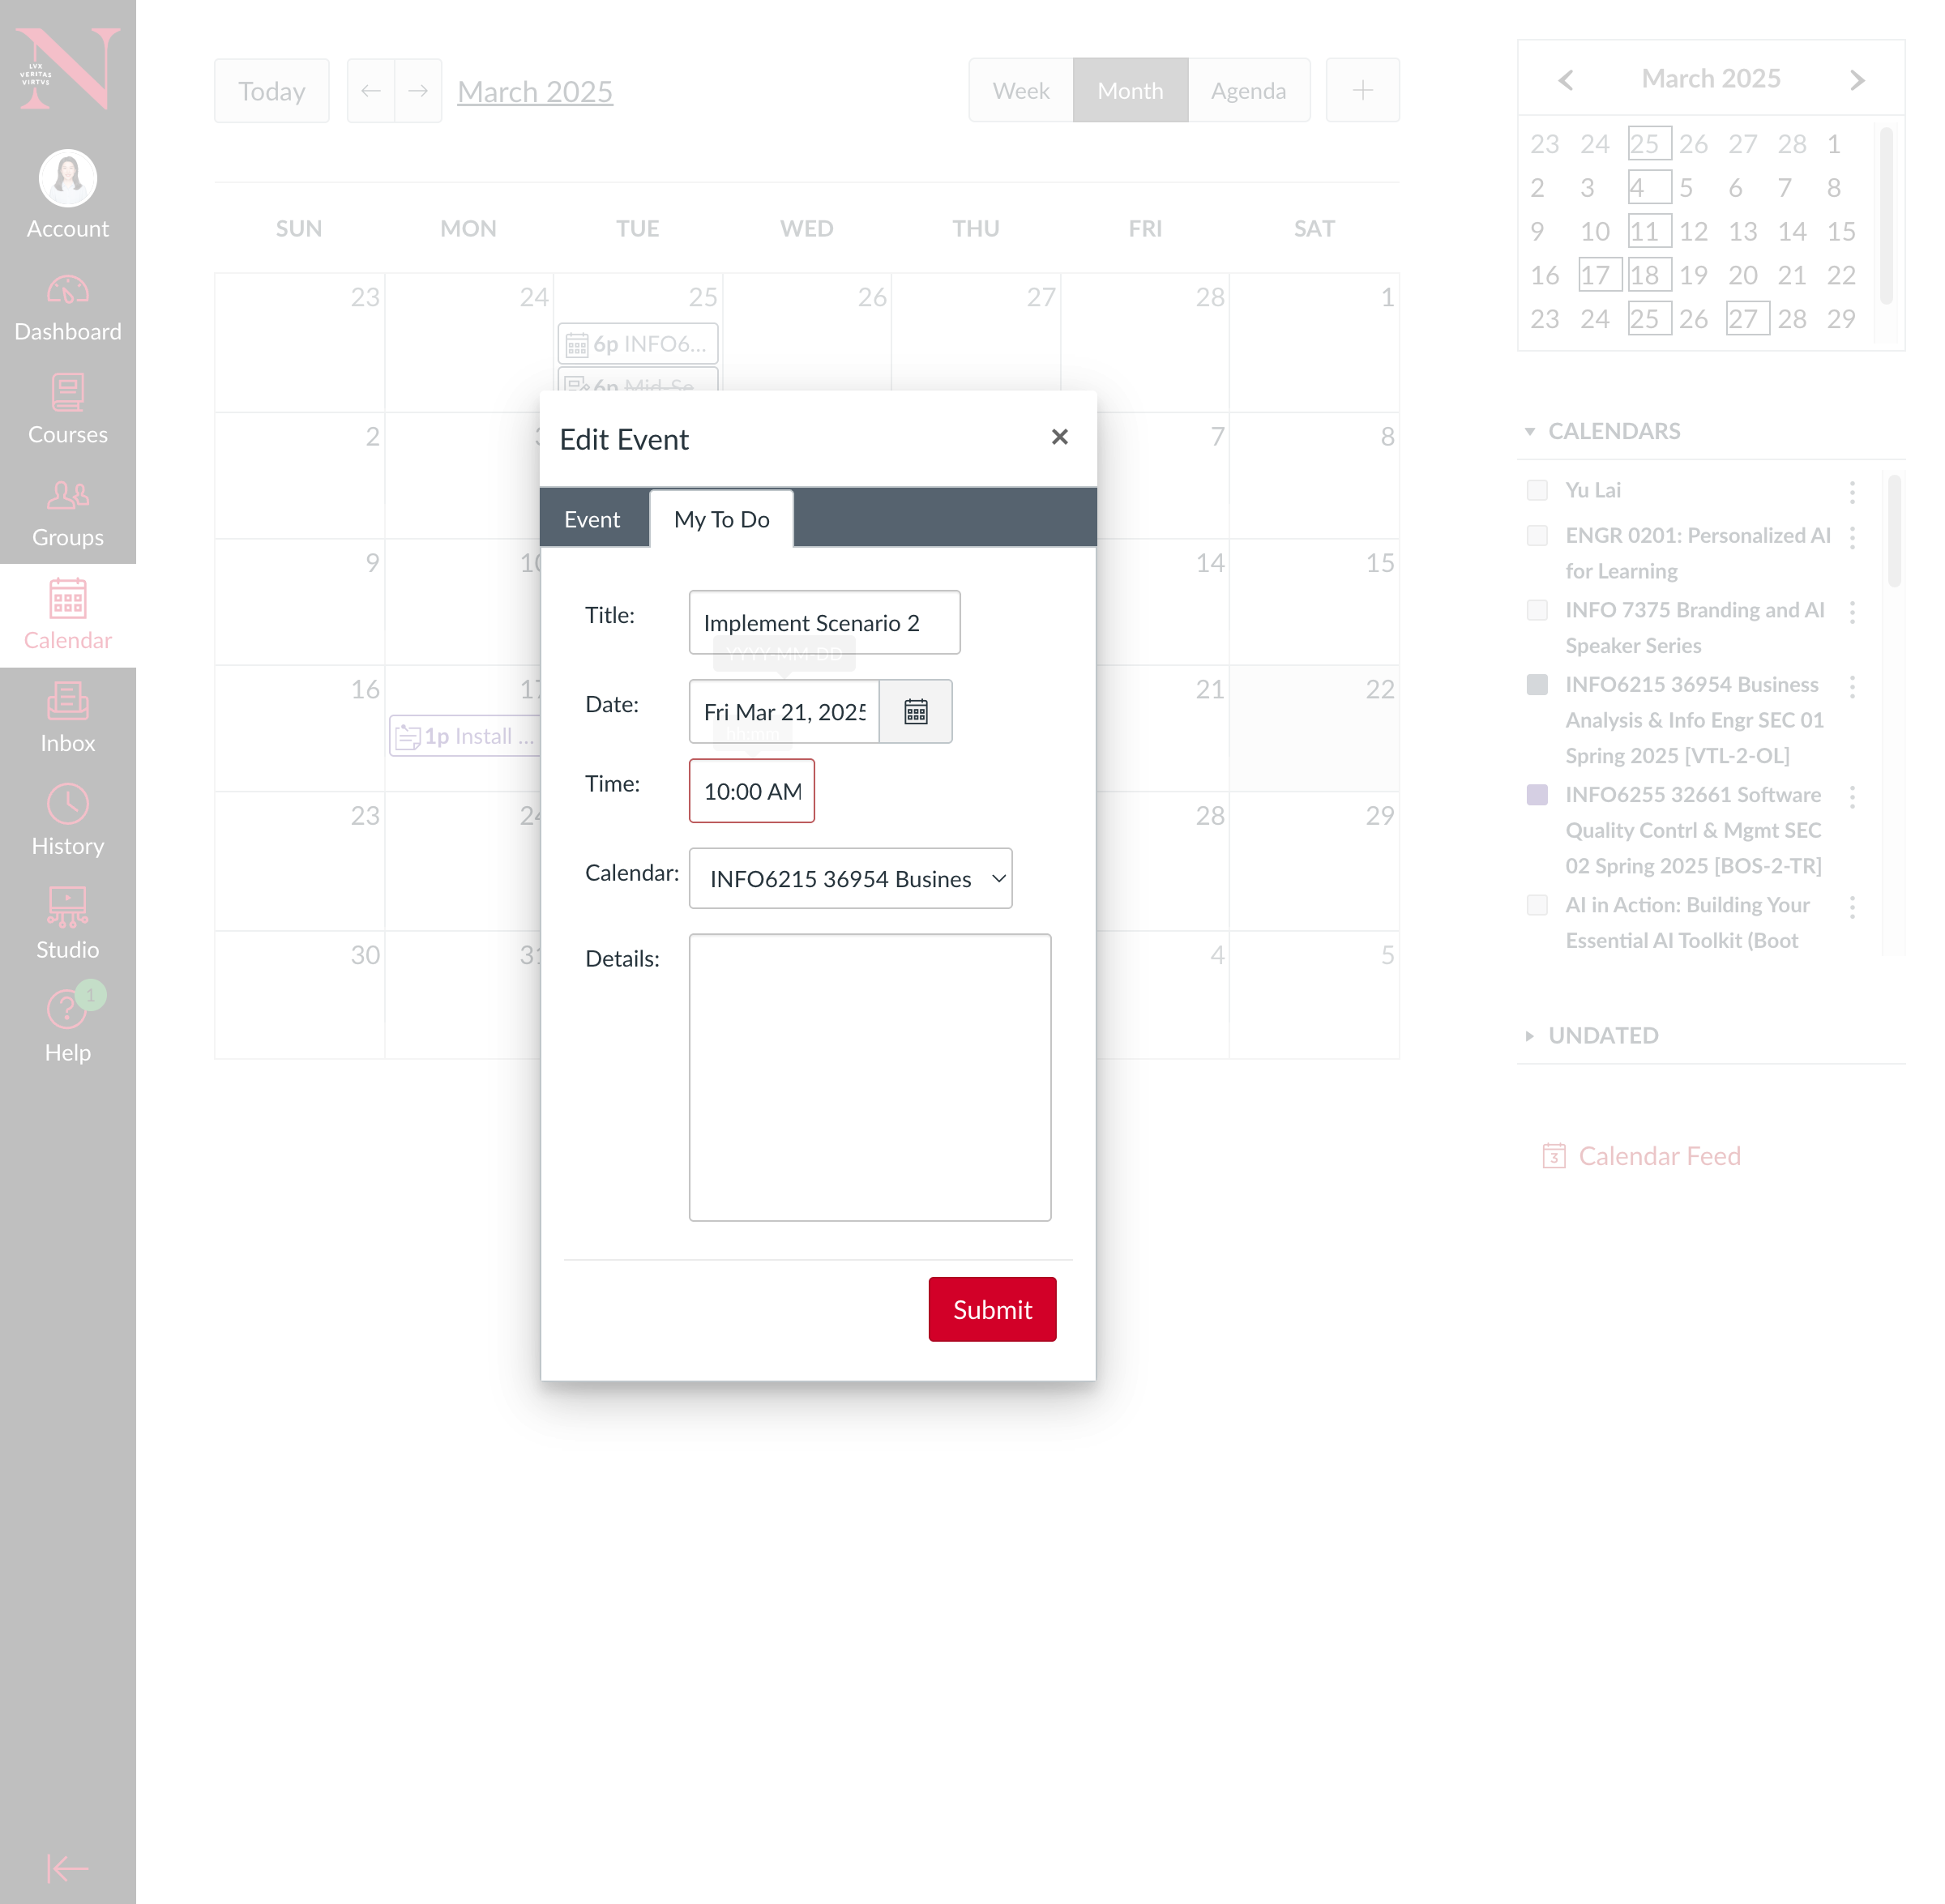 LVX
VERITAS
VIRTVS
Account
Dashboard
Courses
Groups
Calendar
Inbox
History
Studio
1
Help
Today
March 2025
Week
Month
Agenda
SUN MON TUE WED THU FRI SAT
23 24 25 26 27 28 1
6p INFO6...
6p Mid-Se
2 7 8
9 14 15
16 21 22
1p Install ...
23 28 29
30 4 5
Edit Event
Event
My To Do
Title:
Implement Scenario 2
YYYY-MM-DD
Date:
Fri Mar 21, 2025
hh:mm
Time:
10:00 AM
Calendar:
INFO6215 36954 Busines
Details:
Submit
March 2025
23 24 25 26 27 28 1
2 3 4 5 6 7 8
9 10 11 12 13 14 15
16 17 18 19 20 21 22
23 24 25 26 27 28 29
CALENDARS
Yu Lai
ENGR 0201: Personalized AI
for Learning
INFO 7375 Branding and AI
Speaker Series
INFO6215 36954 Business
Analysis & Info Engr SEC 01
Spring 2025 [VTL-2-OL]
INFO6255 32661 Software
Quality Contrl & Mgmt SEC
02 Spring 2025 [BOS-2-TR]
AI in Action: Building Your
Essential AI Toolkit (Boot
UNDATED
3
Calendar Feed